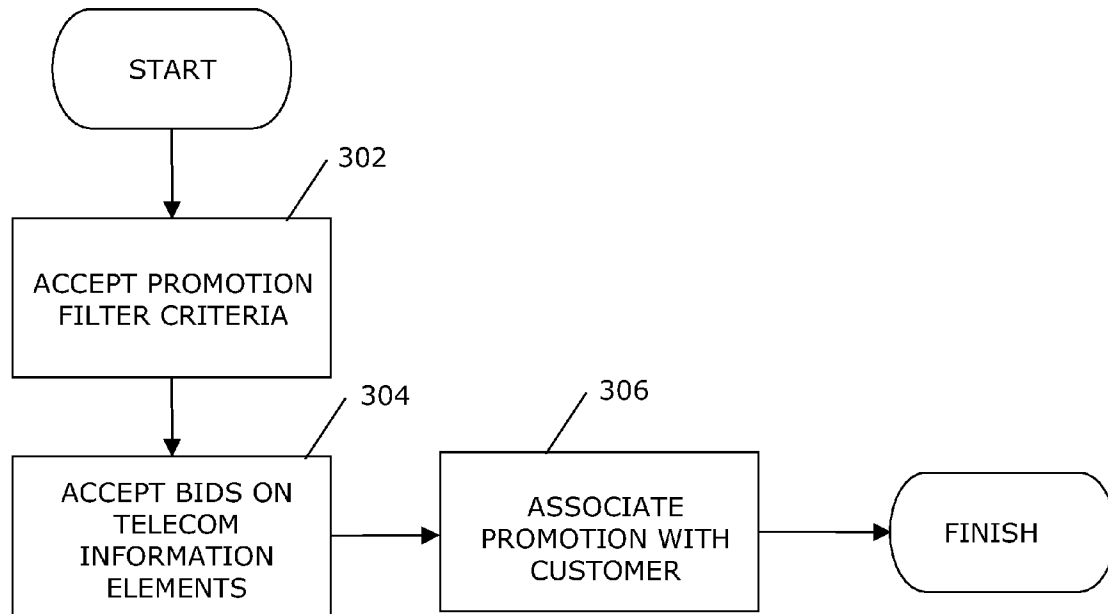 START
302
ACCEPT PROMOTION
FILTER CRITERIA
304
ACCEPT BIDS ON
TELECOM
INFORMATION
ELEMENTS
306
ASSOCIATE
PROMOTION WITH
CUSTOMER
FINISH